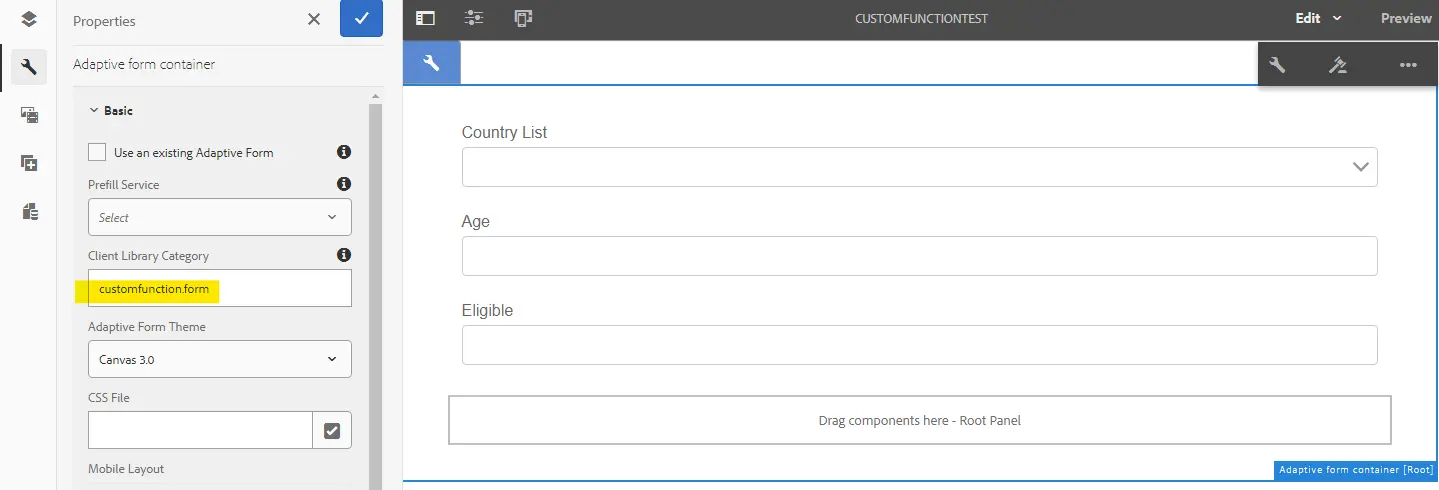 Properties
Adaptive form container
Basic
Use an existing Adaptive Form
Prefill Service
Select
Client Library Category
customfunction.form
Adaptive Form Theme
Canvas 3.0
CSS File
Mobile Layout
CUSTOMFUNCTIONTEST
Edit
Preview
Country List
Age
Eligible
Drag components here - Root Panel
Adaptive form container [Root]